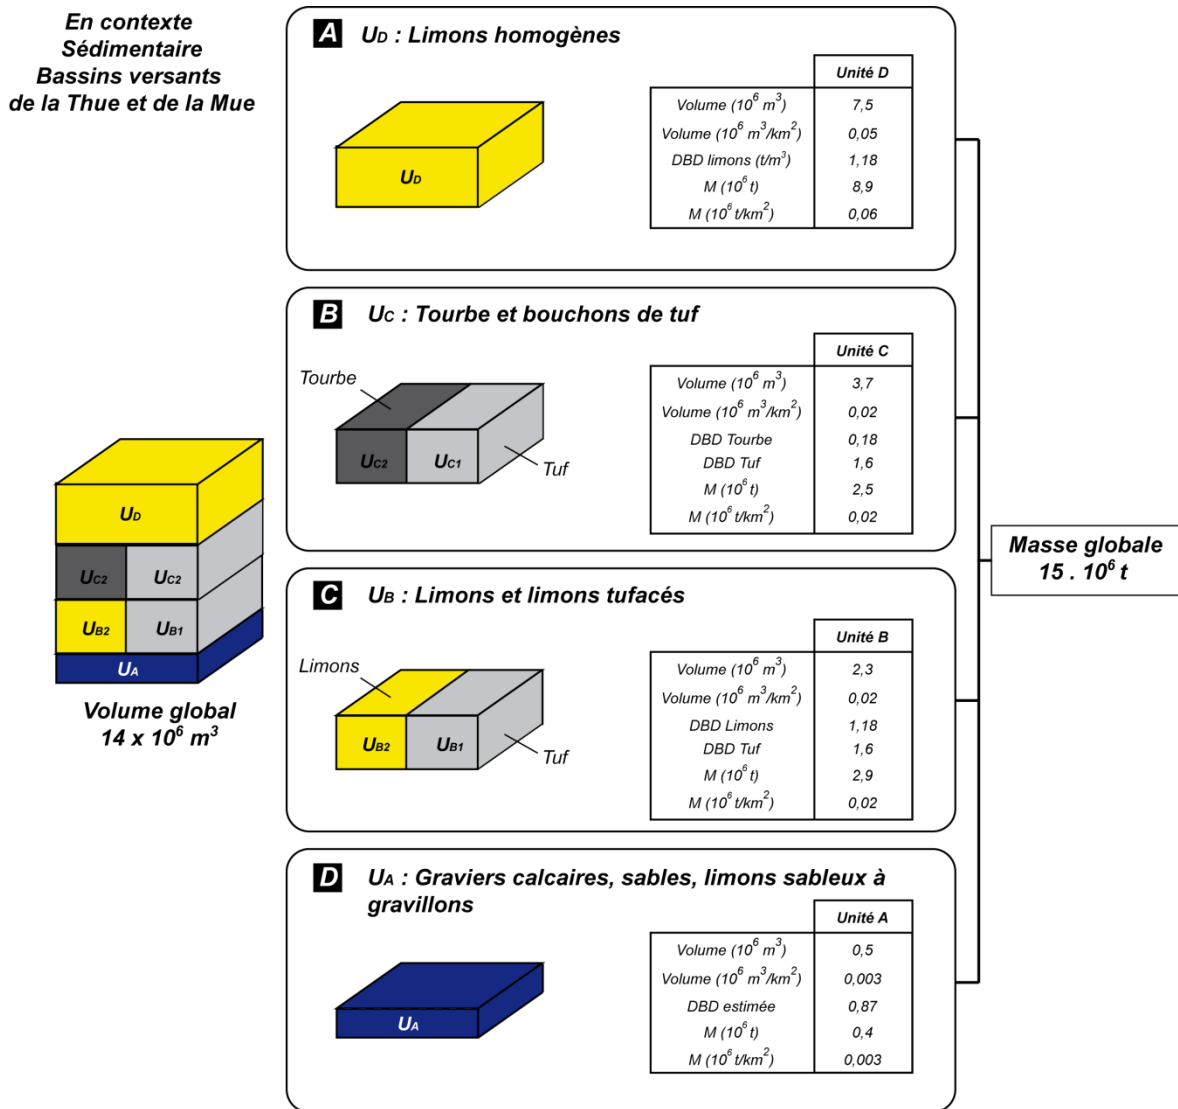 En contexte
Sédimentaire
Bassins versants
de la Thue et de la Mue
A UD : Limons homogènes
UD
Unité D
Volume (10⁶ m³) 7,5
Volume (10⁶ m³/km²) 0,05
DBD limons (t/m³) 1,18
M (10⁶ t) 8,9
M (10⁶ t/km²) 0,06
B UC : Tourbe et bouchons de tuf
Tourbe
UC2 UC1
Tuf
Unité C
Volume (10⁶ m³) 3,7
Volume (10⁶ m³/km²) 0,02
DBD Tourbe 0,18
DBD Tuf 1,6
M (10⁶ t) 2,5
M (10⁶ t/km²) 0,02
UD
UC2 UC2
UB2 UB1
UA
Volume global
14 x 10⁶ m³
C UB : Limons et limons tufacés
Limons
UB2 UB1
Tuf
Unité B
Volume (10⁶ m³) 2,3
Volume (10⁶ m³/km²) 0,02
DBD Limons 1,18
DBD Tuf 1,6
M (10⁶ t) 2,9
M (10⁶ t/km²) 0,02
D UA : Graviers calcaires, sables, limons sableux à
gravillons
UA
Unité A
Volume (10⁶ m³) 0,5
Volume (10⁶ m³/km²) 0,003
DBD estimée 0,87
M (10⁶ t) 0,4
M (10⁶ t/km²) 0,003
Masse globale
15 . 10⁶ t